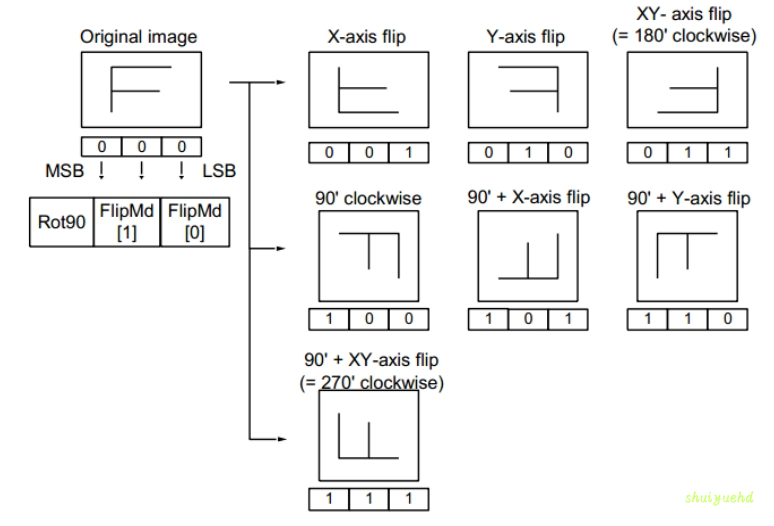 Original image
X-axis flip
Y-axis flip
XY- axis flip
(= 180' clockwise)
0 0 0
0 0 1
0 1 0
0 1 1
MSB
LSB
Rot90
FlipMd
[1]
FlipMd
[0]
90' clockwise
90' + X-axis flip
90' + Y-axis flip
1 0 0
1 0 1
1 1 0
90' + XY-axis flip
(= 270' clockwise)
1 1 1
shuiyuehd